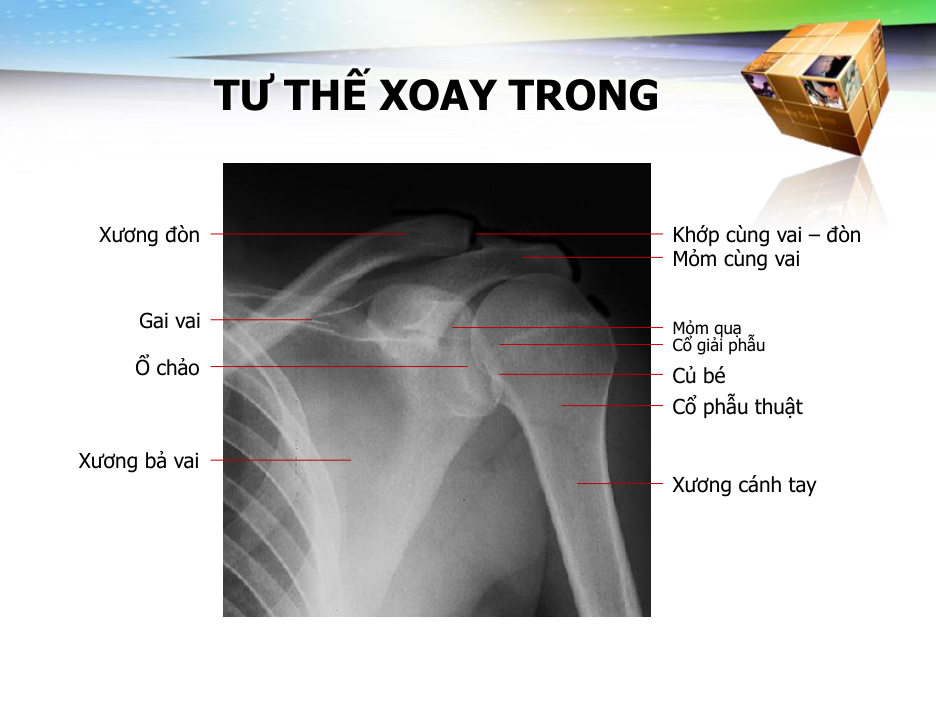 TƯ THẾ XOAY TRONG
Xương đòn
Gai vai
Ổ chảo
Xương bả vai
Khớp cùng vai – đòn
Mỏm cùng vai
Mỏm quạ
Cổ giải phẫu
Củ bé
Cổ phẫu thuật
Xương cánh tay